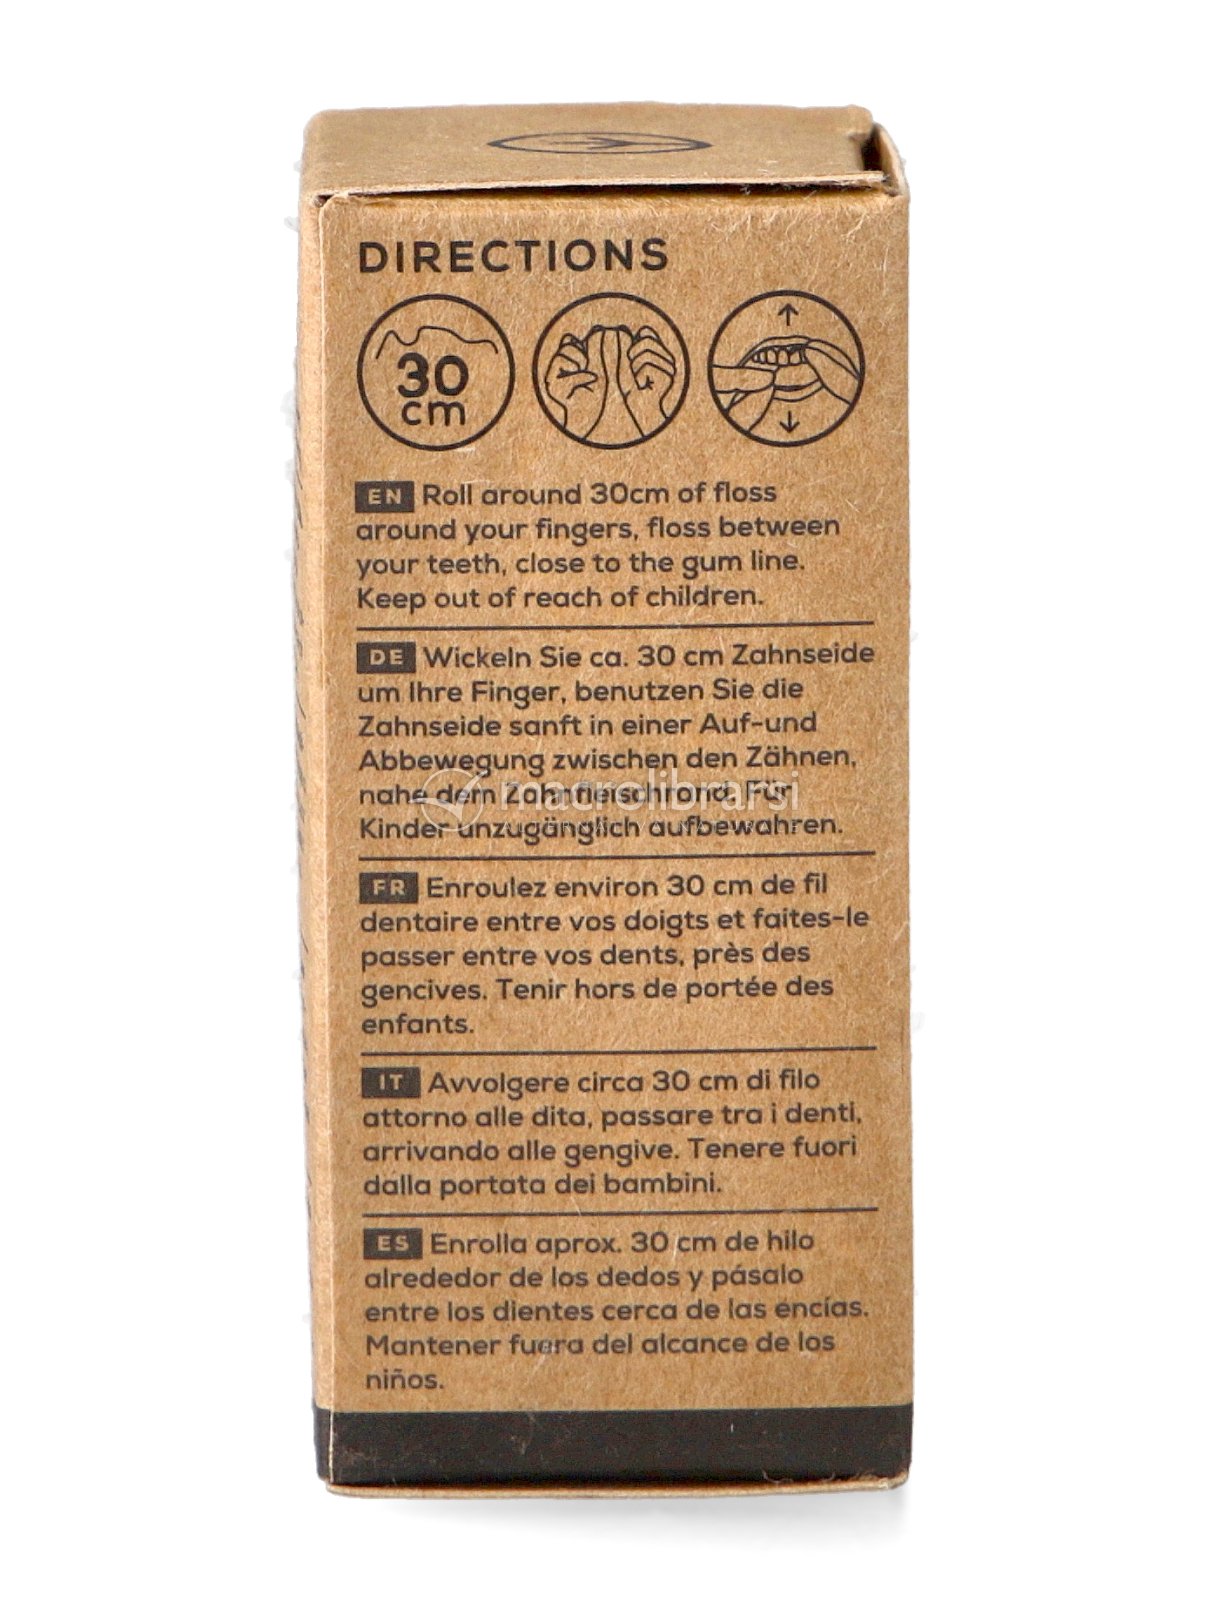 DIRECTIONS
30
cm
EN Roll around 30cm of floss
around your fingers, floss between
your teeth, close to the gum line.
Keep out of reach of children.
DE Wickeln Sie ca. 30 cm Zahnseide
um Ihre Finger, benutzen Sie die
Zahnseide sanft in einer Auf-und
Abbewegung zwischen den Zähnen,
nahe dem Zahnfleischrand. Für
Kinder unzugänglich aufbewahren.
macrolibrarsi
FR Enroulez environ 30 cm de fil
dentaire entre vos doigts et faites-le
passer entre vos dents, près des
gencives. Tenir hors de portée des
enfants.
IT Avvolgere circa 30 cm di filo
attorno alle dita, passare tra i denti,
arrivando alle gengive. Tenere fuori
dalla portata dei bambini.
ES Enrolla aprox. 30 cm de hilo
alrededor de los dedos y pásalo
entre los dientes cerca de las encías.
Mantener fuera del alcance de los
niños.